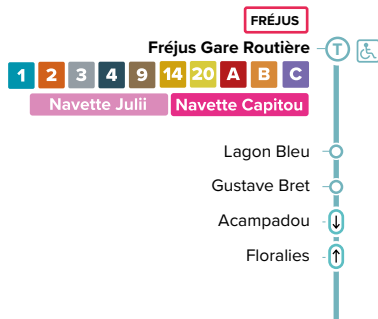 FRÉJUS
Fréjus Gare Routière T
1 2 3 4 9 14 20 A B C
Navette Julii Navette Capitou
Lagon Bleu
Gustave Bret
Acampadou ↓
Floralies ↑